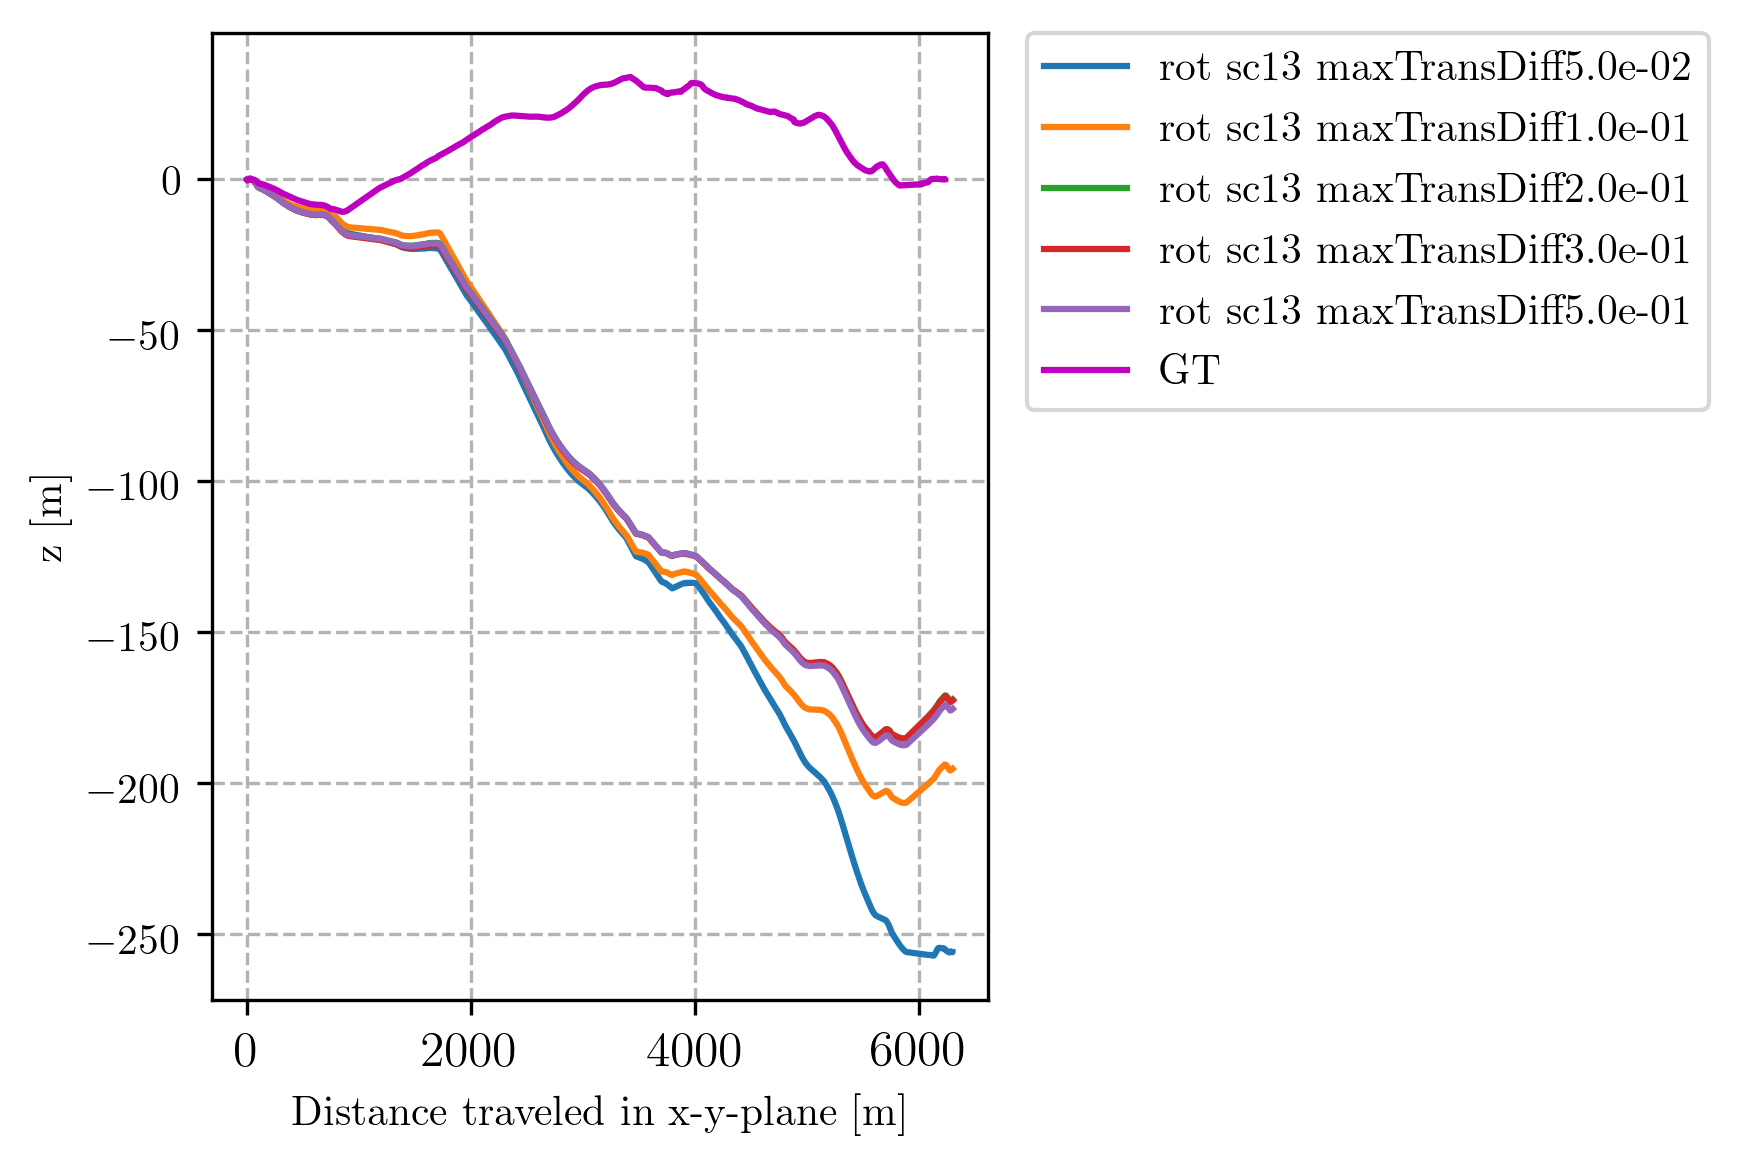 0
−50
−100
−150
−200
−250
z [m]
0 2000 4000 6000
Distance traveled in x-y-plane [m]
rot sc13 maxTransDiff5.0e-02
rot sc13 maxTransDiff1.0e-01
rot sc13 maxTransDiff2.0e-01
rot sc13 maxTransDiff3.0e-01
rot sc13 maxTransDiff5.0e-01
GT